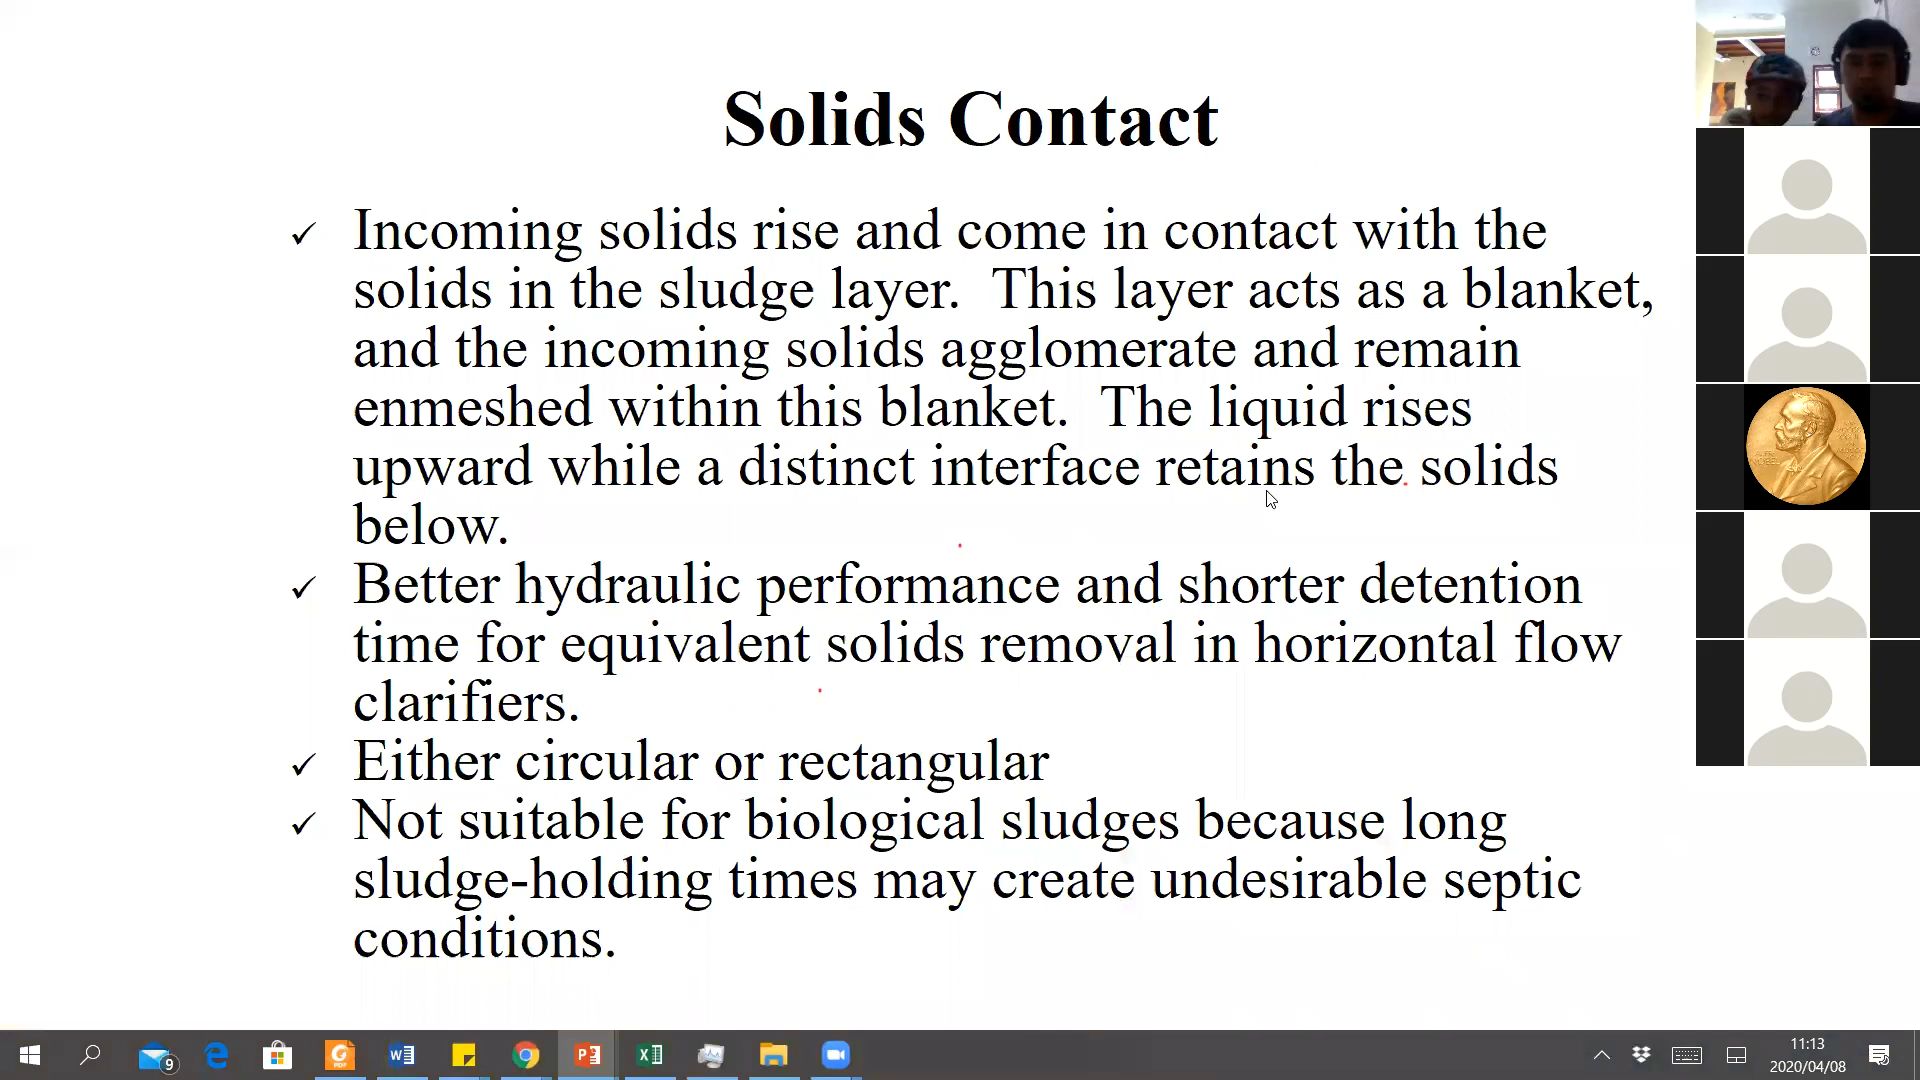 Solids Contact
✓ Incoming solids rise and come in contact with the
solids in the sludge layer.  This layer acts as a blanket,
and the incoming solids agglomerate and remain
enmeshed within this blanket.  The liquid rises
upward while a distinct interface retains the solids
below.
✓ Better hydraulic performance and shorter detention
time for equivalent solids removal in horizontal flow
clarifiers.
✓ Either circular or rectangular
✓ Not suitable for biological sludges because long
sludge-holding times may create undesirable septic
conditions.
9
11:13
2020/04/08